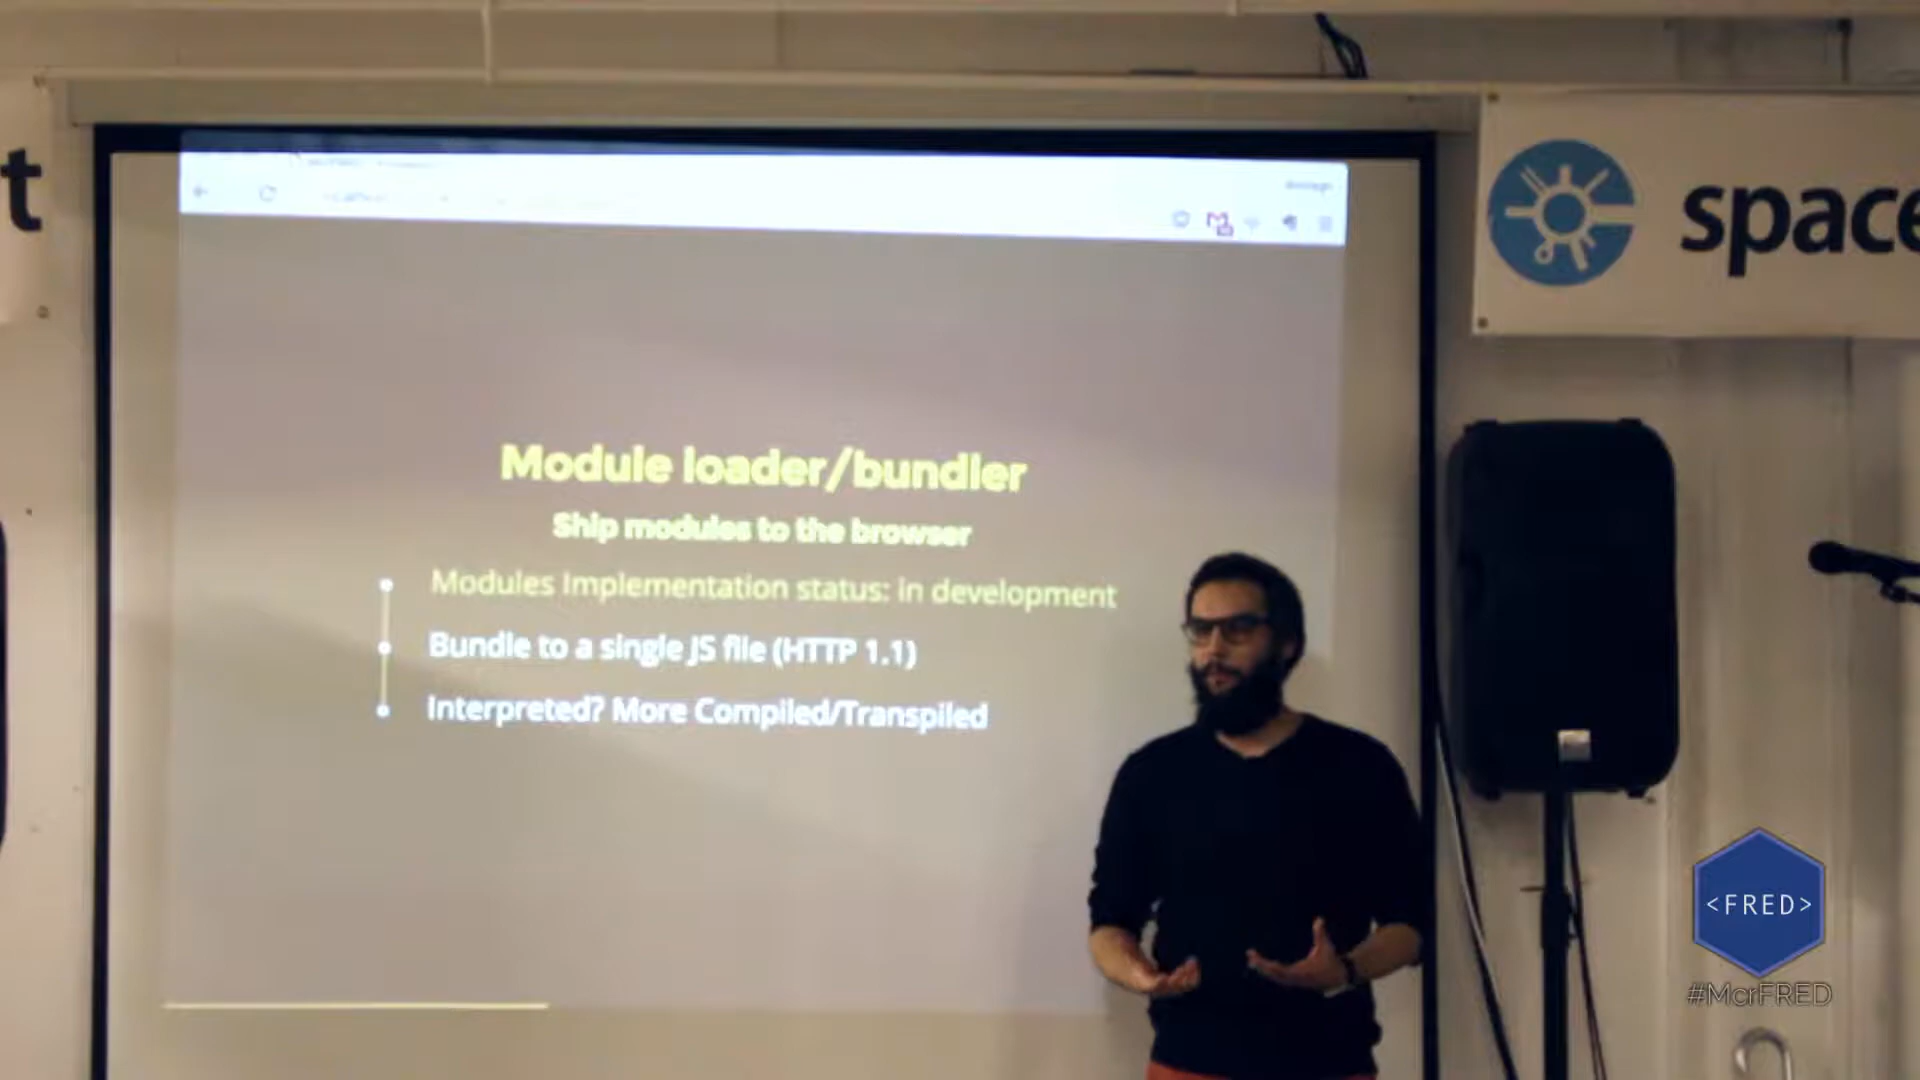 t
space
Module loader/bundler
Ship modules to the browser
Modules Implementation status: in development
Bundle to a single JS file (HTTP 1.1)
Interpreted? More Compiled/Transpiled
<FRED>
#McrFRED